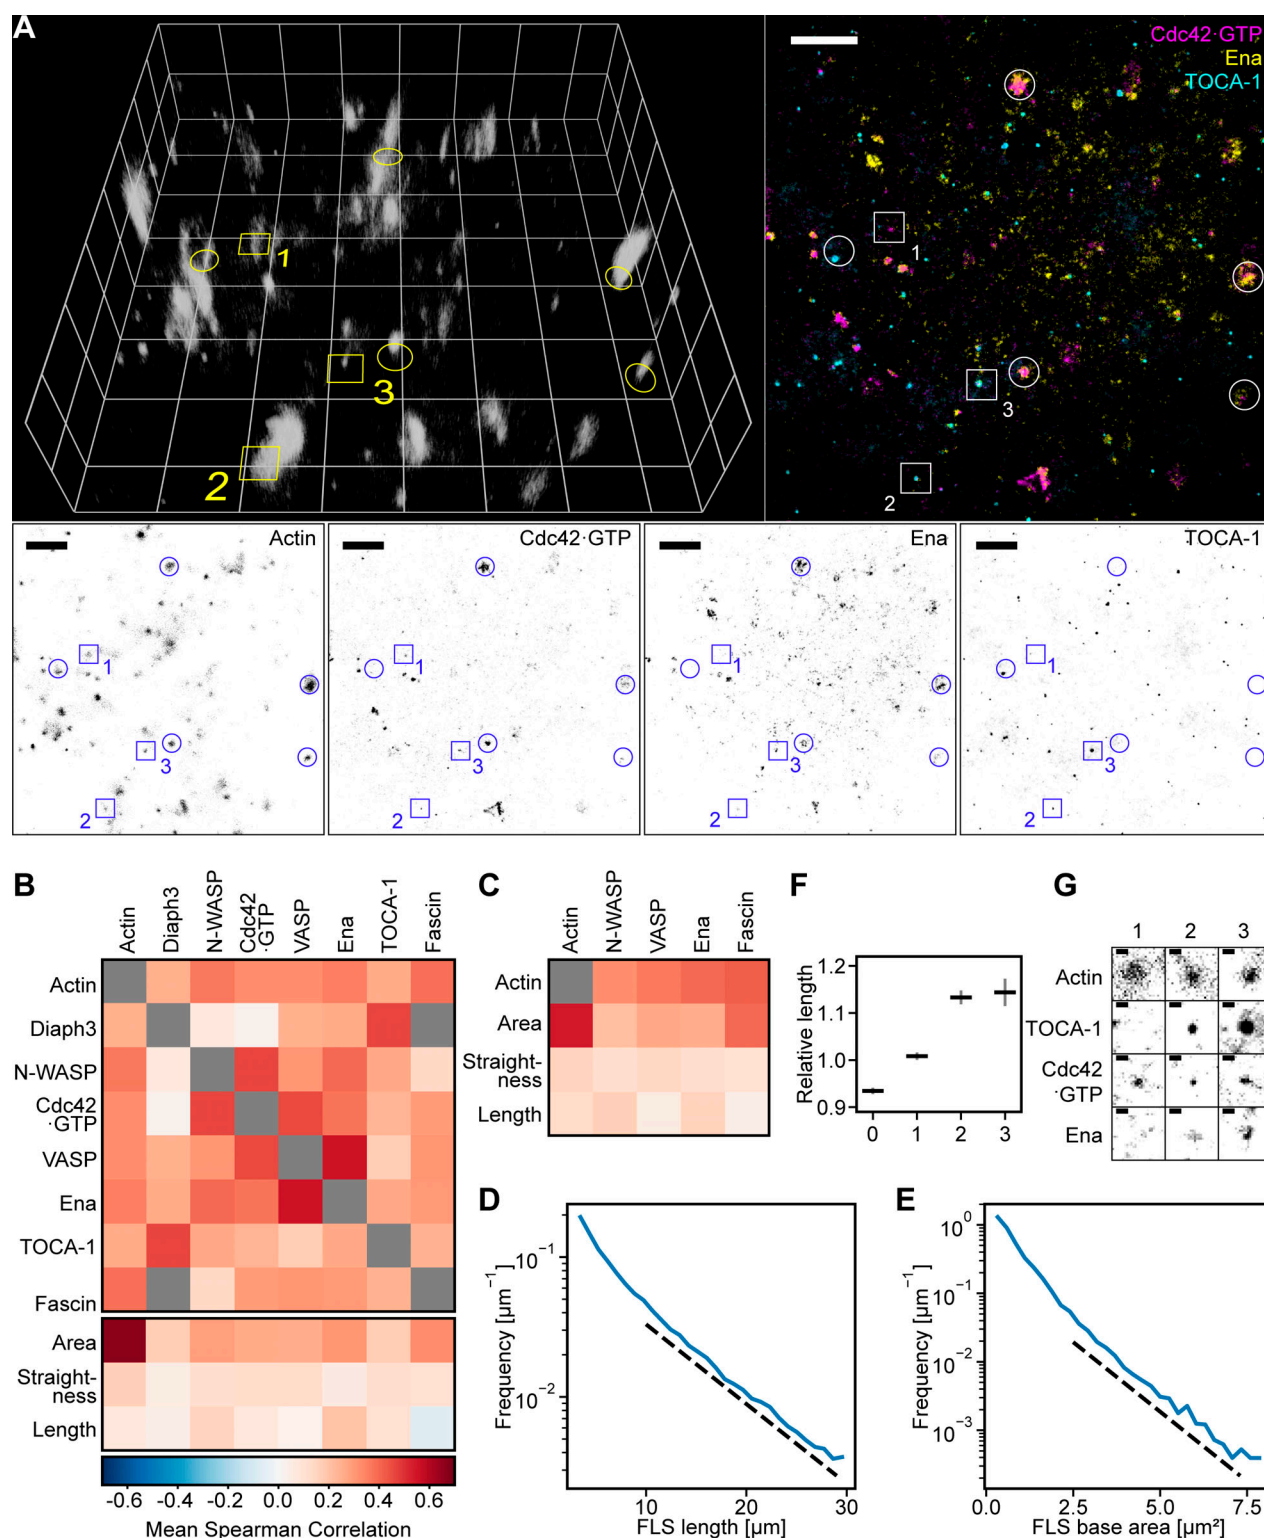 A
Cdc42·GTP
Ena
TOCA-1
1
3
2
1
3
2
Actin
Cdc42·GTP
Ena
TOCA-1
1
3
2
1
3
2
1
3
2
1
3
2
B
Actin
Diaph3
N-WASP
Cdc42
·GTP
VASP
Ena
TOCA-1
Fascin
Actin
Diaph3
N-WASP
Cdc42
·GTP
VASP
Ena
TOCA-1
Fascin
Area
Straight-
ness
Length
-0.6 -0.4 -0.2 0.0 0.2 0.4 0.6
Mean Spearman Correlation
C
Actin
N-WASP
VASP
Ena
Fascin
Actin
Area
Straight-
ness
Length
F
Relative length
1.2
1.1
1.0
0.9
0 1 2 3
G
1 2 3
Actin
TOCA-1
Cdc42
·GTP
Ena
D
Frequency [µm⁻¹]
10⁻¹
10⁻²
10 20 30
FLS length [µm]
E
Frequency [µm⁻¹]
10⁰
10⁻¹
10⁻²
10⁻³
0.0 2.5 5.0 7.5
FLS base area [µm²]